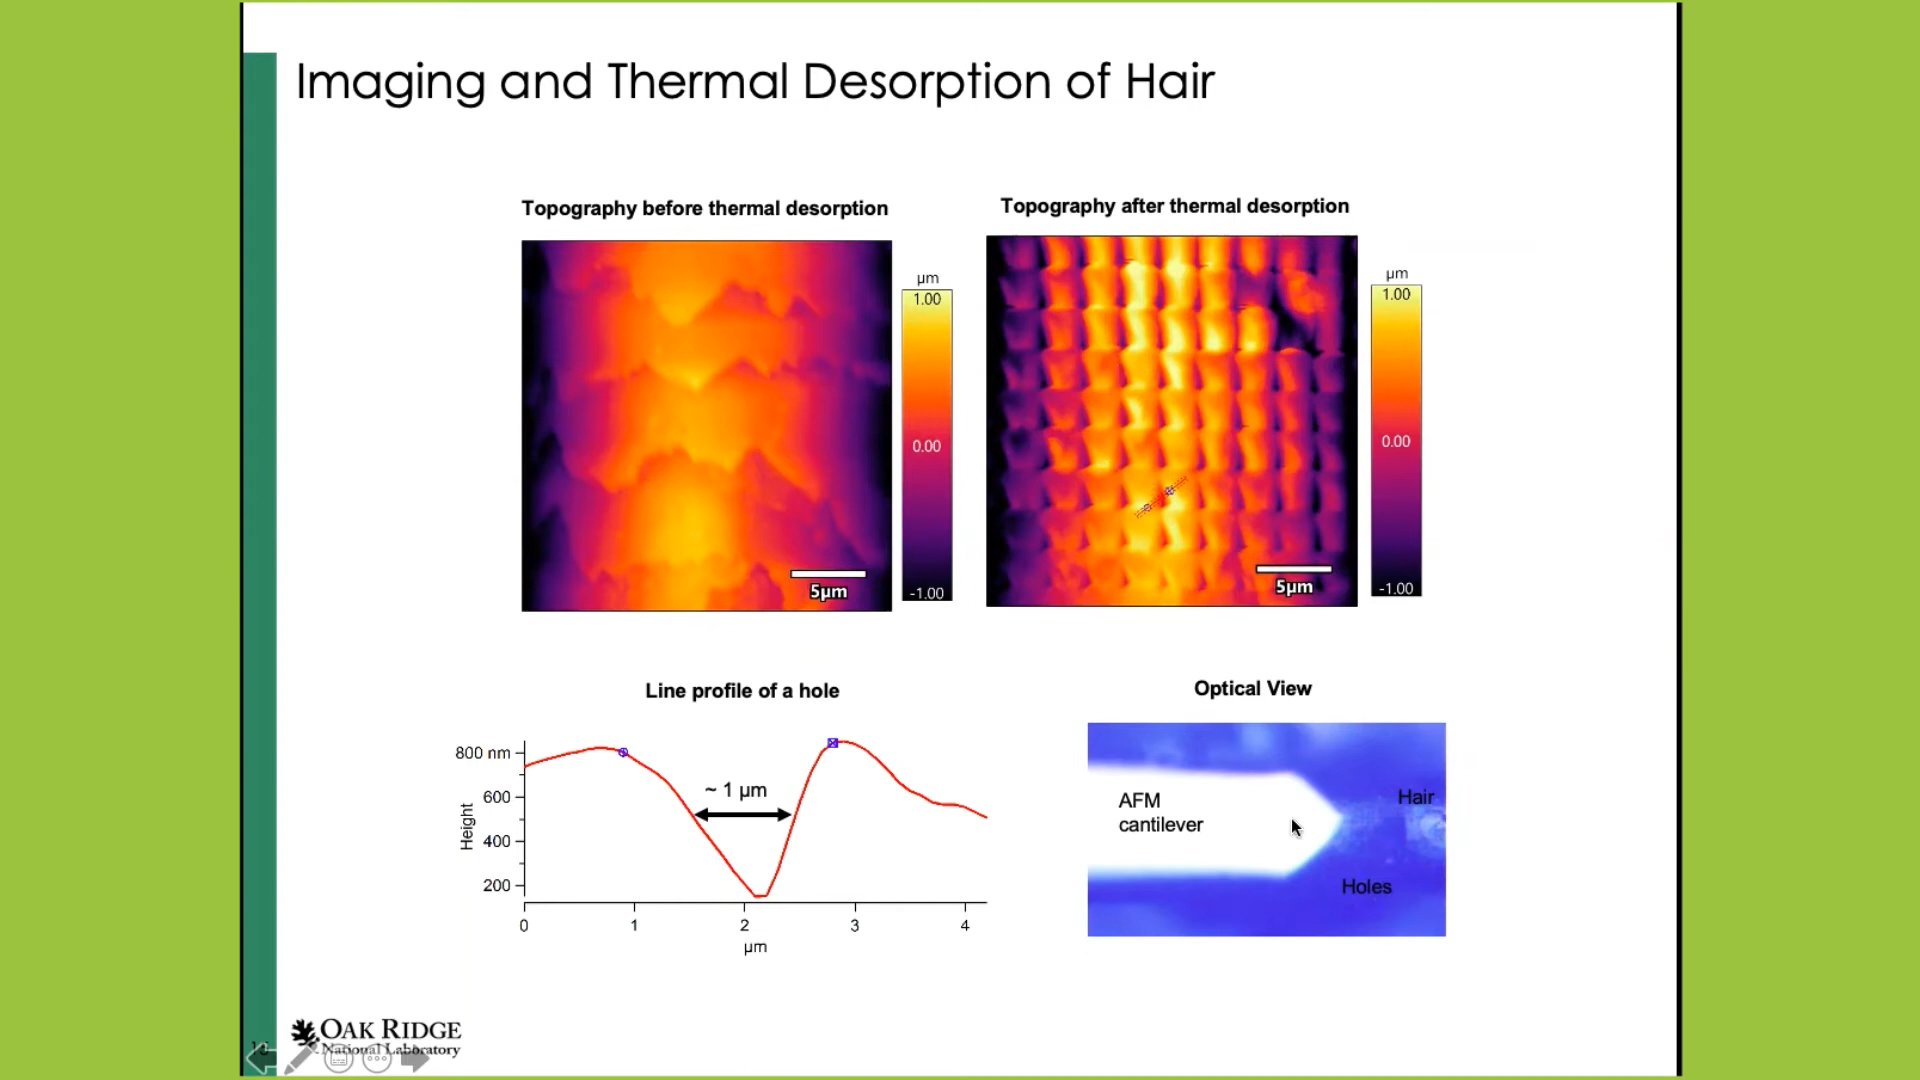 Imaging and Thermal Desorption of Hair
Topography before thermal desorption
Topography after thermal desorption
µm
1.00
0.00
-1.00
5µm
µm
1.00
0.00
-1.00
5µm
Line profile of a hole
Optical View
800 nm
600
400
200
Height
~ 1 µm
0
1
2
3
4
µm
AFM
cantilever
Hair
Holes
OAK RIDGE
National Laboratory